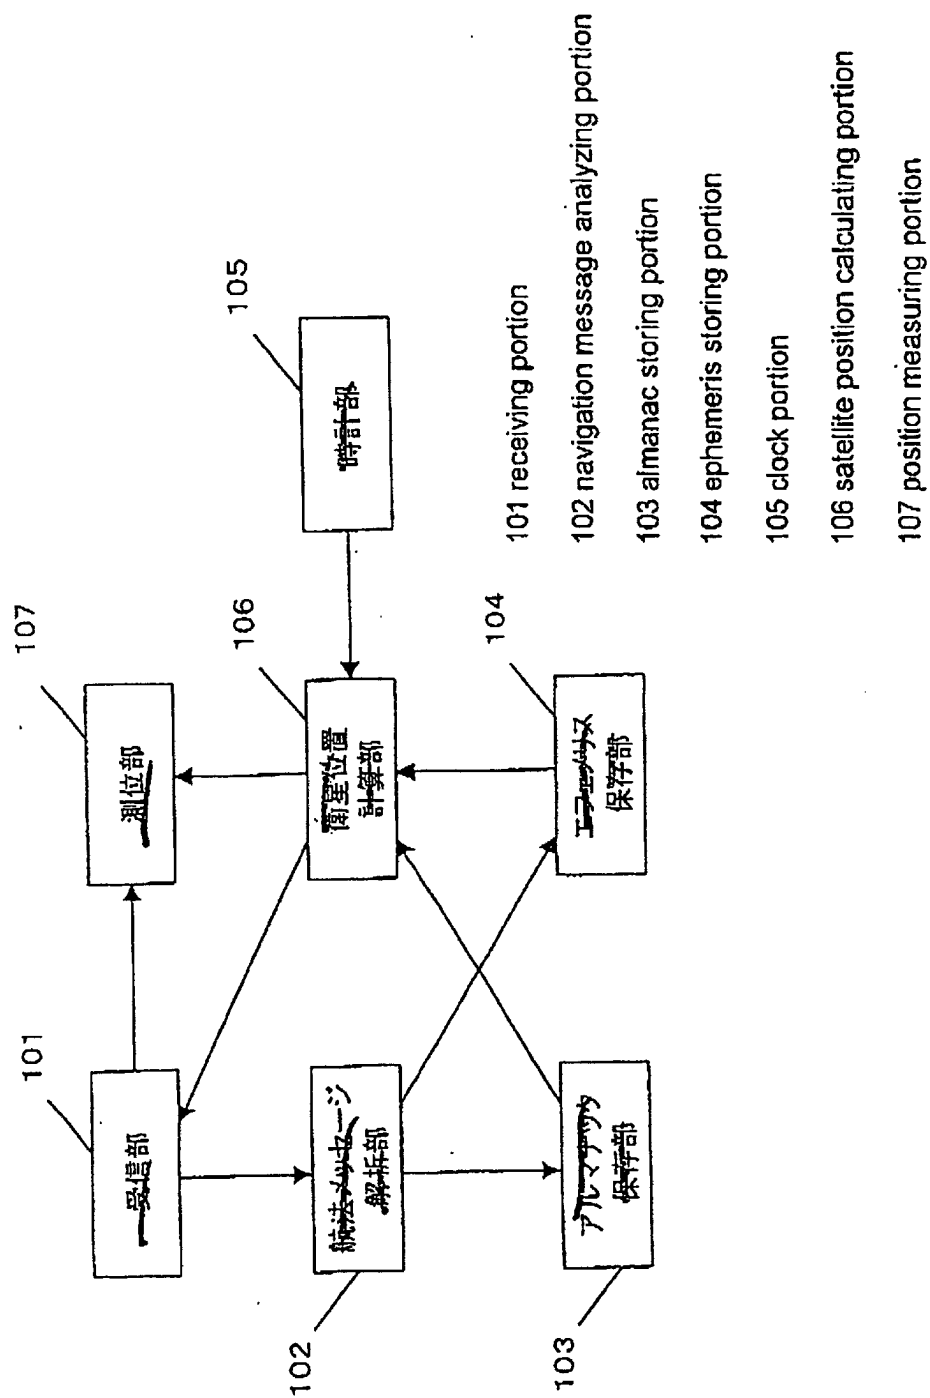 101
受信部
107
測位部
102
航法メッセージ
解析部
106
衛星位置
計算部
105
時計部
103
アルマナック
保存部
104
エフェメリス
保存部
101 receiving portion
102 navigation message analyzing portion
103 almanac storing portion
104 ephemeris storing portion
105 clock portion
106 satellite position calculating portion
107 position measuring portion